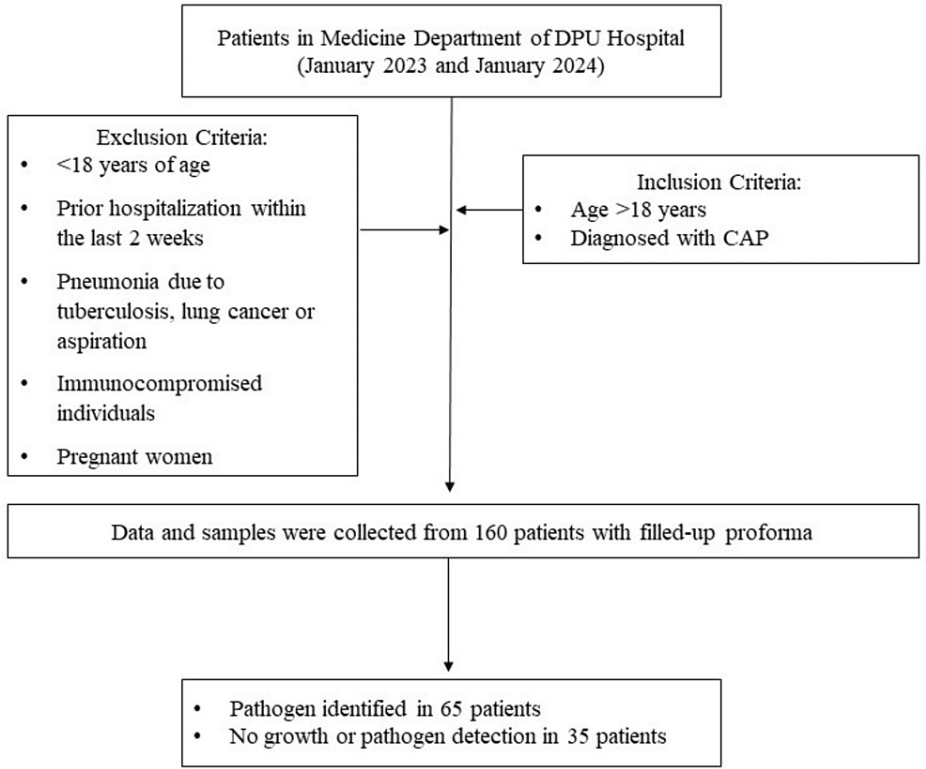 Patients in Medicine Department of DPU Hospital
(January 2023 and January 2024)
Exclusion Criteria:
• <18 years of age
• Prior hospitalization within
the last 2 weeks
• Pneumonia due to
tuberculosis, lung cancer or
aspiration
• Immunocompromised
individuals
• Pregnant women
Inclusion Criteria:
• Age >18 years
• Diagnosed with CAP
Data and samples were collected from 160 patients with filled-up proforma
• Pathogen identified in 65 patients
• No growth or pathogen detection in 35 patients